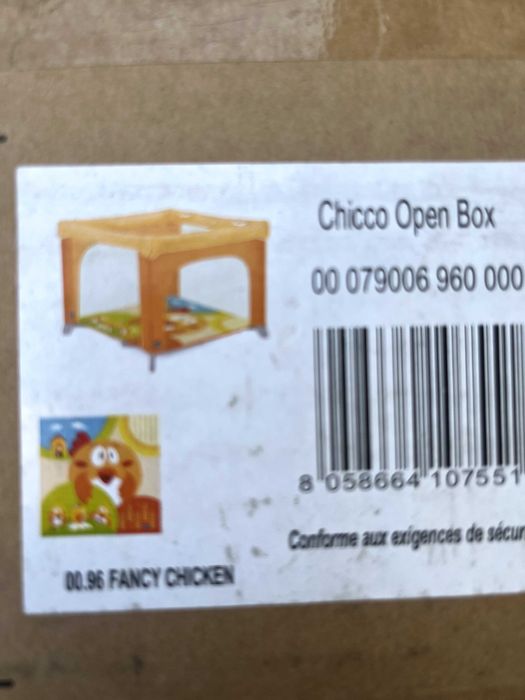 Chicco Open Box
00 079006 960 000
8 058664 107551
Conforme aux exigences de sécur
00.96 FANCY CHICKEN